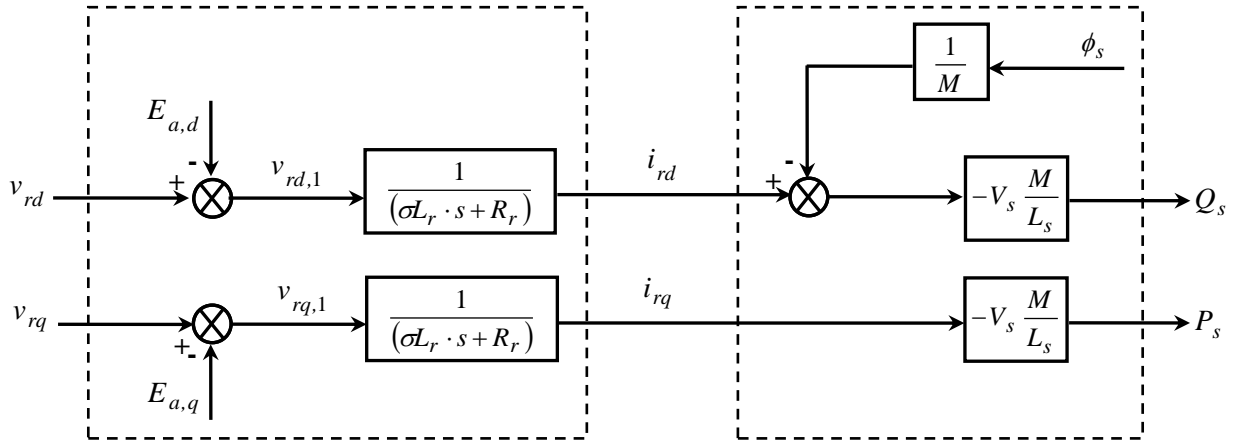 1
M
ϕ_s
-
E_{a,d}
-
v_{rd}
+
v_{rd,1}
1
(σL_r · s + R_r)
i_{rd}
+
-V_s M
L_s
Q_s
v_{rq}
+
-
v_{rq,1}
1
(σL_r · s + R_r)
i_{rq}
-V_s M
L_s
P_s
E_{a,q}